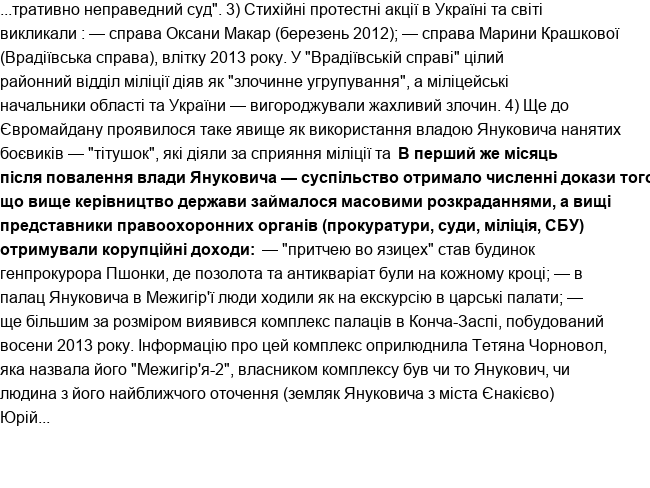 ...тративно неправедний суд". 3) Стихійні протестні акції в Україні та світі
викликали : — справа Оксани Макар (березень 2012); — справа Марини Крашкової
(Врадіївська справа), влітку 2013 року. У "Врадіївській справі" цілий
районний відділ міліції діяв як "злочинне угрупування", а міліцейські
начальники області та України — вигороджували жахливий злочин. 4) Ще до
Євромайдану проявилося таке явище як використання владою Януковича нанятих
боєвиків — "тітушок", які діяли за сприяння міліції та В перший же місяць
після повалення влади Януковича — суспільство отримало численні докази того
що вище керівництво держави займалося масовими розкраданнями, а вищі
представники правоохоронних органів (прокуратури, суди, міліція, СБУ)
отримували корупційні доходи: — "притчею во язицех" став будинок
генпрокурора Пшонки, де позолота та антикваріат були на кожному кроці; — в
палац Януковича в Межигір'ї люди ходили як на екскурсію в царські палати; —
ще більшим за розміром виявився комплекс палаців в Конча-Заспі, побудований
восени 2013 року. Інформацію про цей комплекс оприлюднила Тетяна Чорновол,
яка назвала його "Межигір'я-2", власником комплексу був чи то Янукович, чи
людина з його найближчого оточення (земляк Януковича з міста Єнакієво)
Юрій...